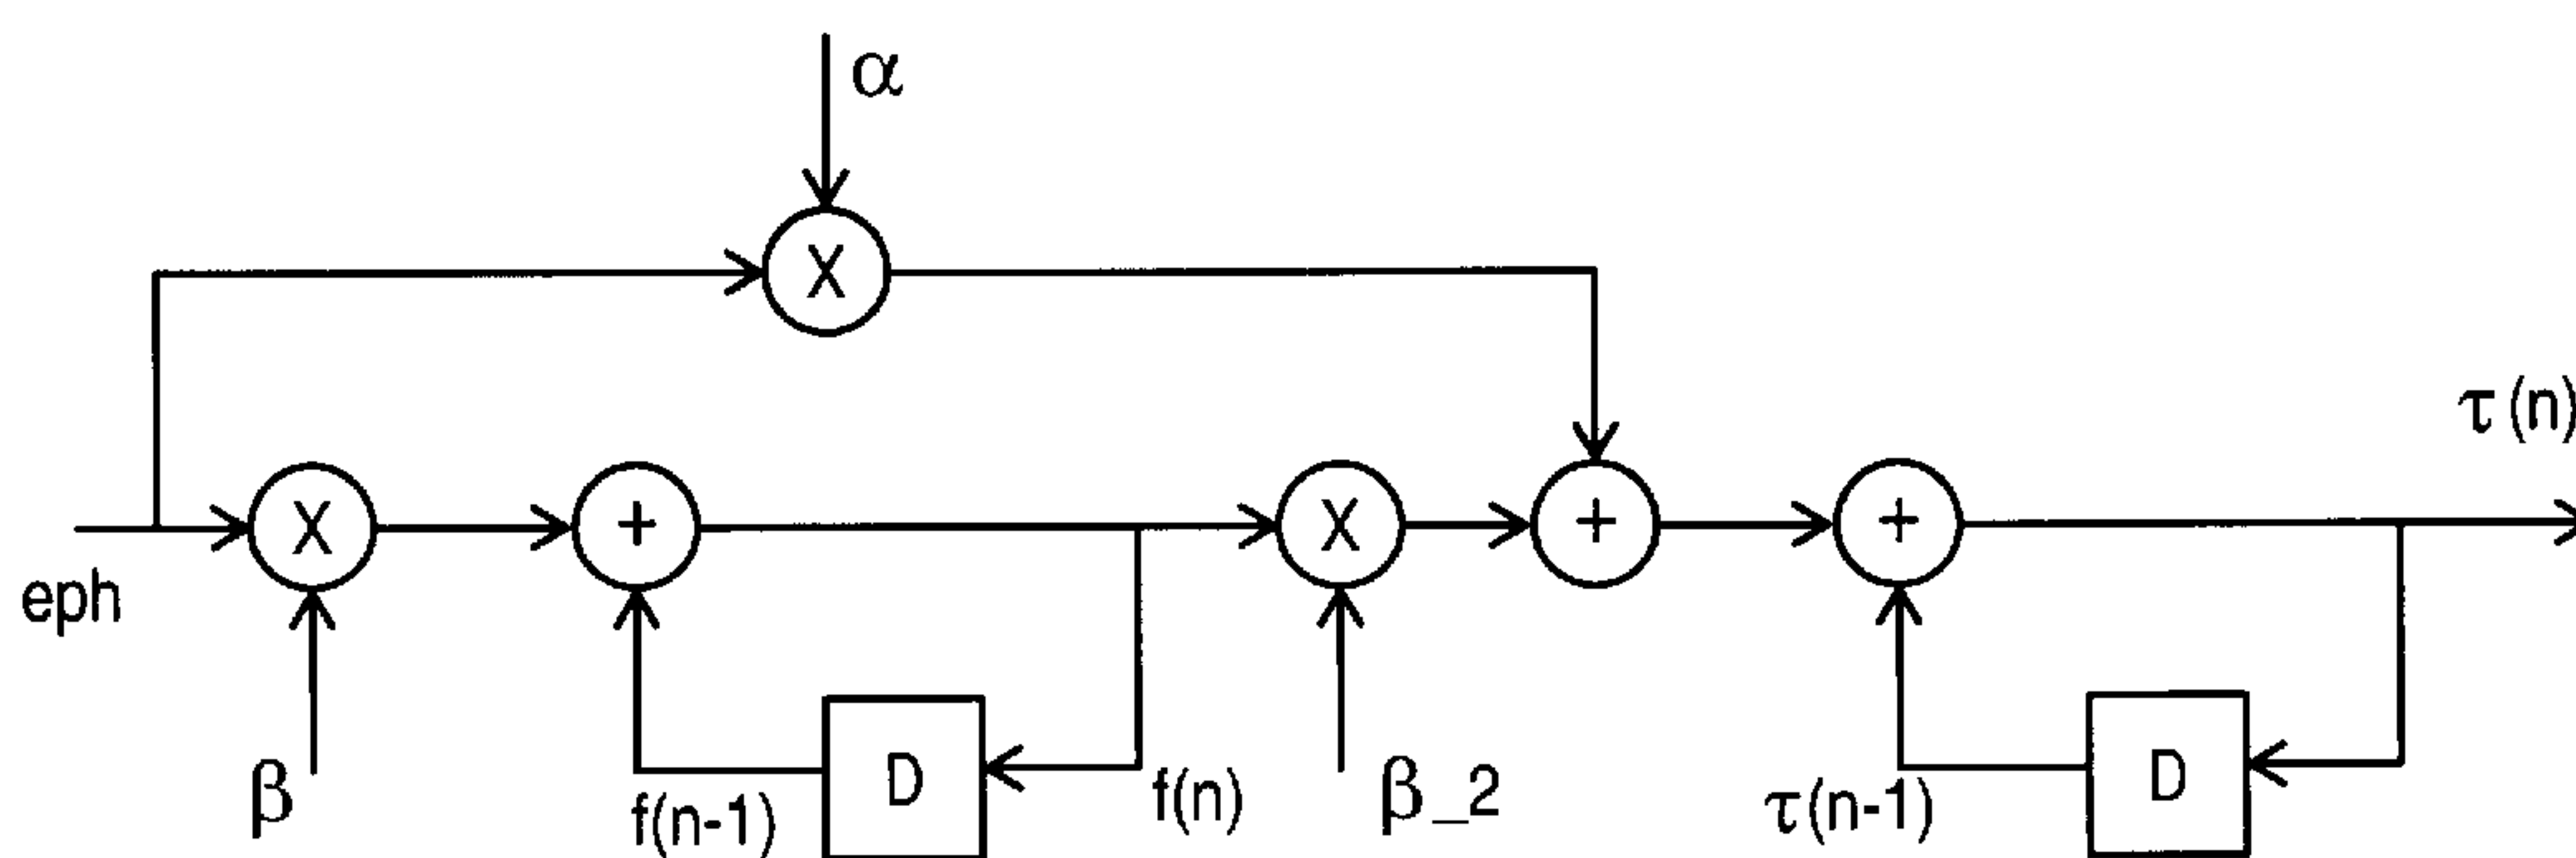 α
X
τ(n)
X
+
X
+
+
eph
β
D
f(n-1)
f(n)
β_2
τ(n-1)
D